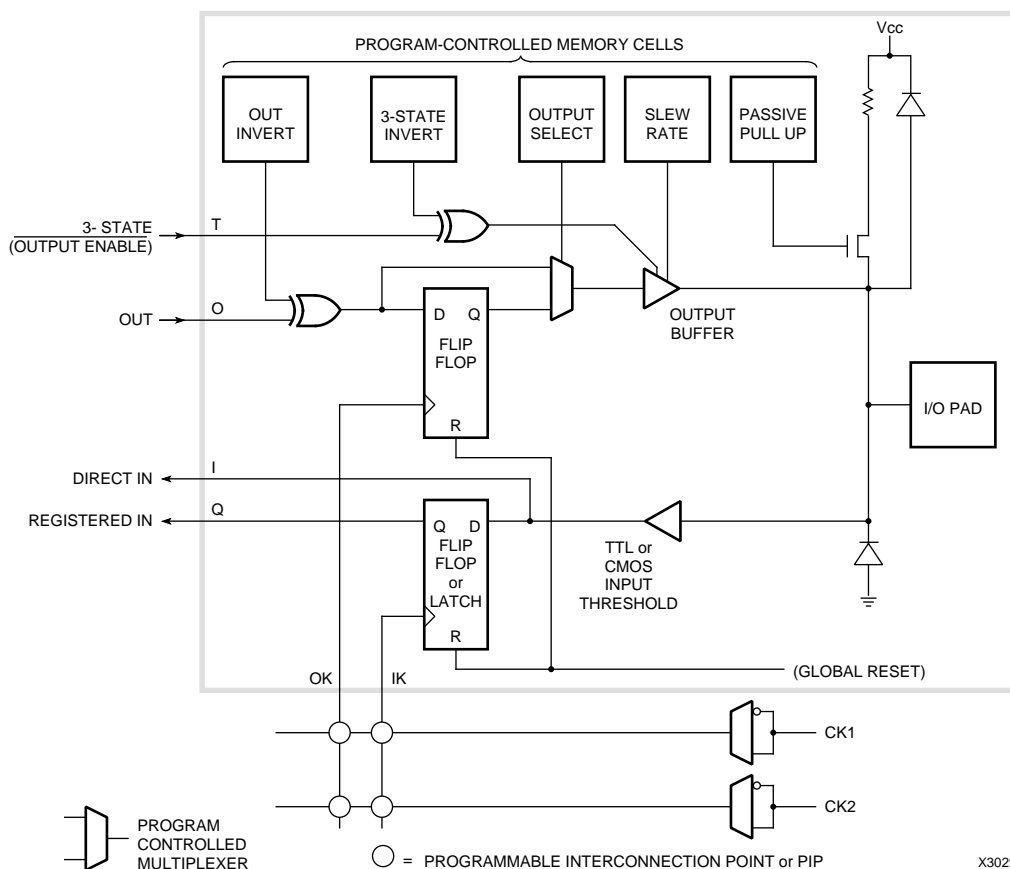 Vcc
PROGRAM-CONTROLLED MEMORY CELLS
OUT
INVERT
3-STATE
INVERT
OUTPUT
SELECT
SLEW
RATE
PASSIVE
PULL UP
3- STATE
(OUTPUT ENABLE)
T
OUT
O
D Q
FLIP
FLOP
R
OUTPUT
BUFFER
I/O PAD
DIRECT IN
I
REGISTERED IN
Q
Q D
FLIP
FLOP
or
LATCH
R
TTL or
CMOS
INPUT
THRESHOLD
OK
IK
(GLOBAL RESET)
CK1
CK2
PROGRAM
CONTROLLED
MULTIPLEXER
= PROGRAMMABLE INTERCONNECTION POINT or PIP
X3029